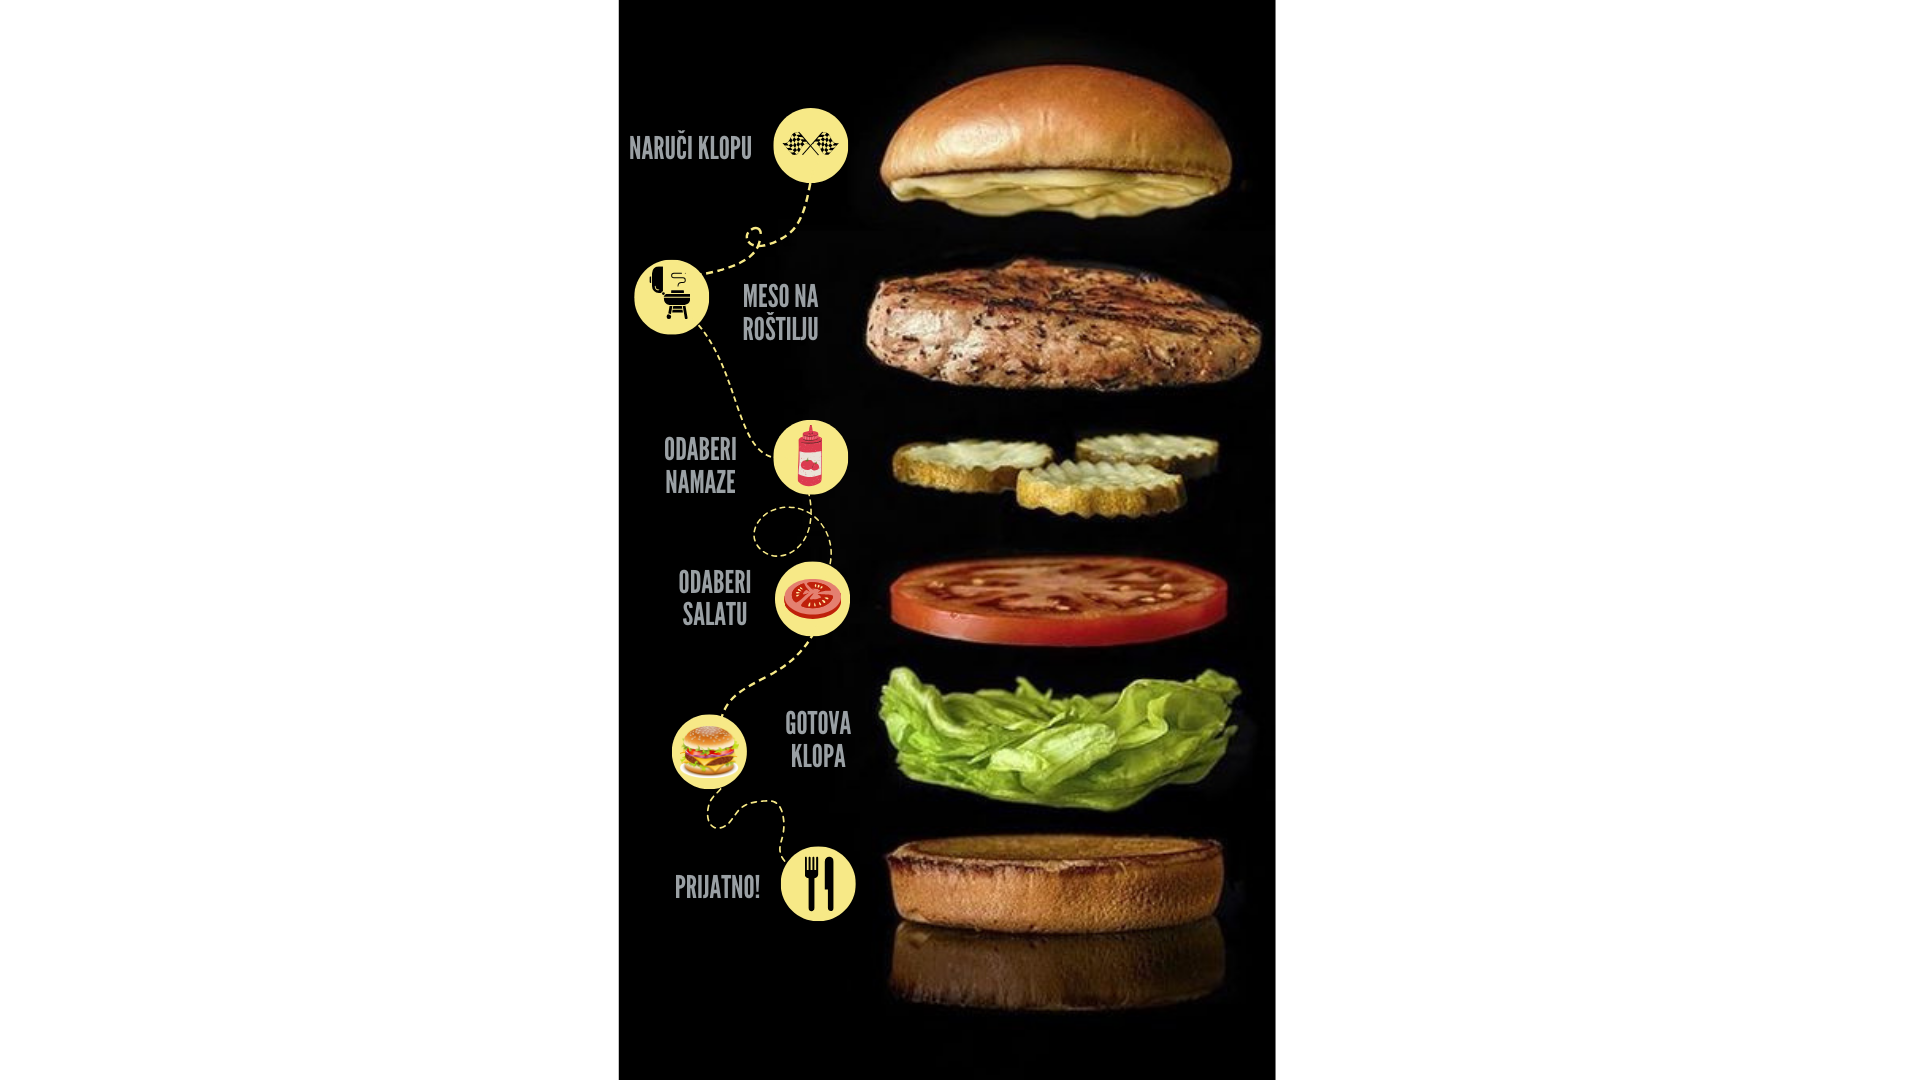 NARUČI KLOPU
MESO NA
ROŠTILJU
ODABERI
NAMAZE
ODABERI
SALATU
GOTOVA
KLOPA
PRIJATNO!